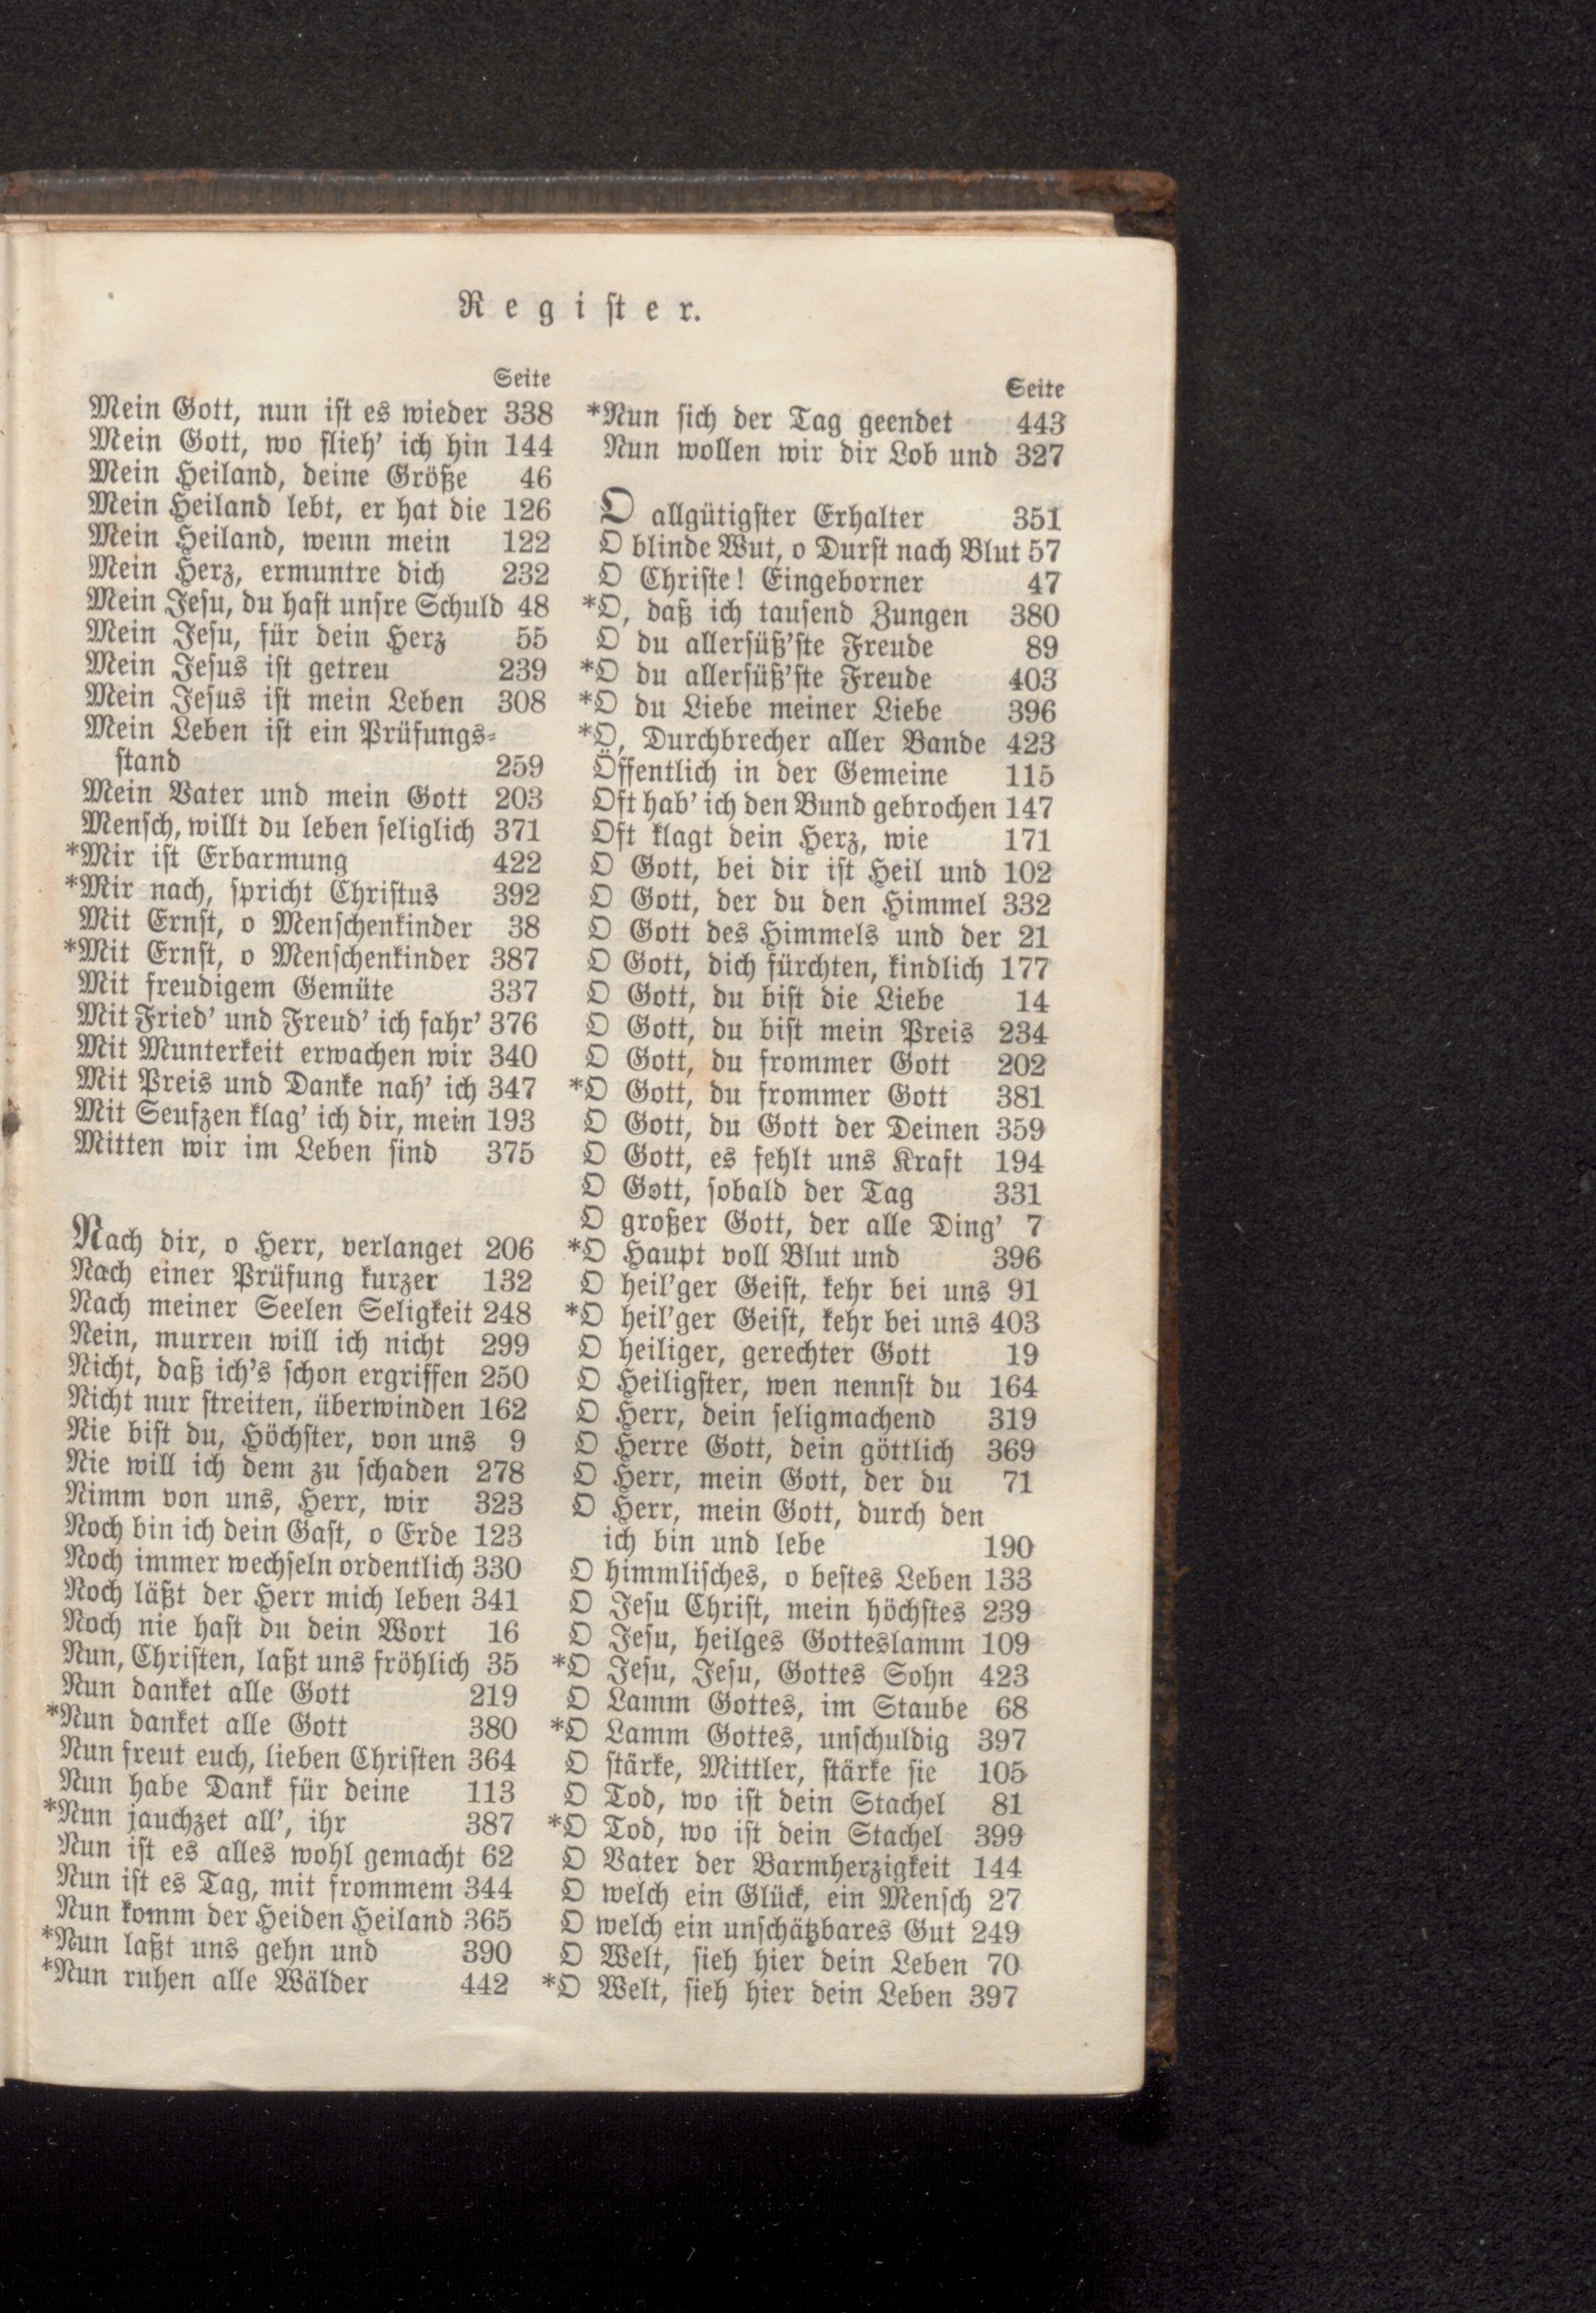 Register.
Seite
Mein Gott, nun ist es wieder 338
Mein Gott, wo flieh' ich hin 144
Mein Heiland, deine Größe 46
Mein Heiland lebt, er hat die 126
Mein Heiland, wenn mein 122
Mein Herz, ermuntre dich 232
Mein Jesu, du hast unsre Schuld 48
Mein Jesu, für dein Herz 55
Mein Jesus ist getreu 239
Mein Jesus ist mein Leben 308
Mein Leben ist ein Prüfungs-
stand 259
Mein Vater und mein Gott 203
Mensch, willt du leben seliglich 371
*Mir ist Erbarmung 422
*Mir nach, spricht Christus 392
Mit Ernst, o Menschenkinder 38
*Mit Ernst, o Menschenkinder 387
Mit freudigem Gemüte 337
Mit Fried' und Freud' ich fahr' 376
Mit Munterkeit erwachen wir 340
Mit Preis und Danke nah' ich 347
Mit Seufzen klag' ich dir, mein 193
Mitten wir im Leben sind 375
Nach dir, o Herr, verlanget 206
Nach einer Prüfung kurzer 132
Nach meiner Seelen Seligkeit 248
Nein, murren will ich nicht 299
Nicht, daß ich's schon ergriffen 250
Nicht nur streiten, überwinden 162
Nie bist du, Höchster, von uns 9
Nie will ich dem zu schaden 278
Nimm von uns, Herr, wir 323
Noch bin ich dein Gast, o Erde 123
Noch immer wechseln ordentlich 330
Noch läßt der Herr mich leben 341
Noch nie hast du dein Wort 16
Nun, Christen, laßt uns fröhlich 35
Nun danket alle Gott 219
*Nun danket alle Gott 380
Nun freut euch, lieben Christen 364
Nun habe Dank für deine 113
*Nun jauchzet all', ihr 387
Nun ist es alles wohl gemacht 62
Nun ist es Tag, mit frommem 344
Nun komm der Heiden Heiland 365
*Nun laßt uns gehn und 390
*Nun ruhen alle Wälder 442
Seite
*Nun sich der Tag geendet 443
Nun wollen wir dir Lob und 327
O allgütigster Erhalter 351
O blinde Wut, o Durst nach Blut 57
O Christe! Eingeborner 47
*O, daß ich tausend Zungen 380
O du allersüß'ste Freude 89
*O du allersüß'ste Freude 403
*O du Liebe meiner Liebe 396
*O, Durchbrecher aller Bande 423
Öffentlich in der Gemeine 115
Oft hab' ich den Bund gebrochen 147
Oft klagt dein Herz, wie 171
O Gott, bei dir ist Heil und 102
O Gott, der du den Himmel 332
O Gott des Himmels und der 21
O Gott, dich fürchten, kindlich 177
O Gott, du bist die Liebe 14
O Gott, du bist mein Preis 234
O Gott, du frommer Gott 202
*O Gott, du frommer Gott 381
O Gott, du Gott der Deinen 359
O Gott, es fehlt uns Kraft 194
O Gott, sobald der Tag 331
O großer Gott, der alle Ding' 7
*O Haupt voll Blut und 396
O heil'ger Geist, kehr bei uns 91
*O heil'ger Geist, kehr bei uns 403
O heiliger, gerechter Gott 19
O Heiligster, wen nennst du 164
O Herr, dein seligmachend 319
O Herre Gott, dein göttlich 369
O Herr, mein Gott, der du 71
O Herr, mein Gott, durch den
ich bin und lebe 190
O himmlisches, o bestes Leben 133
O Jesu Christ, mein höchstes 239
O Jesu, heilges Gotteslamm 109
*O Jesu, Jesu, Gottes Sohn 423
O Lamm Gottes, im Staube 68
*O Lamm Gottes, unschuldig 397
O stärke, Mittler, stärke sie 105
O Tod, wo ist dein Stachel 81
*O Tod, wo ist dein Stachel 399
O Vater der Barmherzigkeit 144
O welch ein Glück, ein Mensch 27
O welch ein unschätzbares Gut 249
O Welt, sieh hier dein Leben 70
*O Welt, sieh hier dein Leben 397